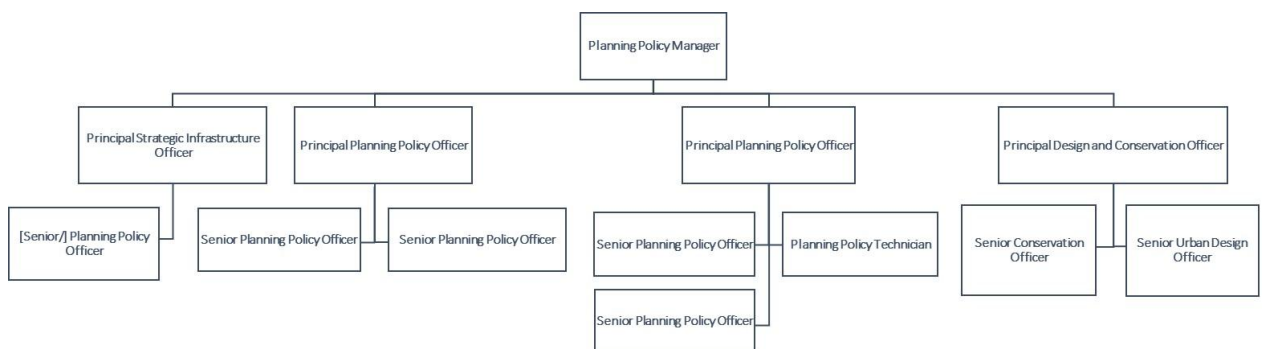 Planning Policy Manager
Principal Strategic Infrastructure
Officer
Principal Planning Policy Officer
Principal Planning Policy Officer
Principal Design and Conservation Officer
[Senior/] Planning Policy
Officer
Senior Planning Policy Officer
Senior Planning Policy Officer
Senior Planning Policy Officer
Planning Policy Technician
Senior Conservation
Officer
Senior Urban Design
Officer
Senior Planning Policy Officer